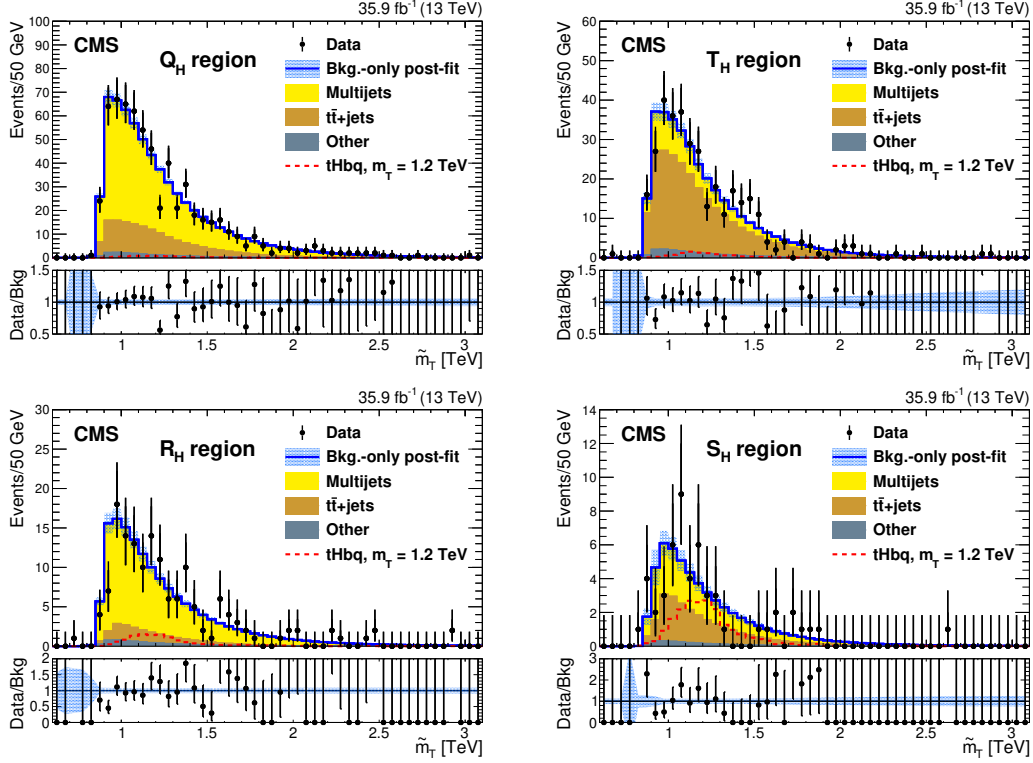 35.9 fb⁻¹ (13 TeV)
CMS
Q_H region
Data
Bkg.-only post-fit
Multijets
tt̄+jets
Other
tHbq, m_T = 1.2 TeV
Events/50 GeV
100
90
80
70
60
50
40
30
20
10
0
Data/Bkg
1.5
1
0.5
1 1.5 2 2.5 3
m̃_T [TeV]
35.9 fb⁻¹ (13 TeV)
CMS
T_H region
Data
Bkg.-only post-fit
Multijets
tt̄+jets
Other
tHbq, m_T = 1.2 TeV
Events/50 GeV
60
50
40
30
20
10
0
Data/Bkg
1.5
1
0.5
1 1.5 2 2.5 3
m̃_T [TeV]
35.9 fb⁻¹ (13 TeV)
CMS
R_H region
Data
Bkg.-only post-fit
Multijets
tt̄+jets
Other
tHbq, m_T = 1.2 TeV
Events/50 GeV
30
25
20
15
10
5
0
Data/Bkg
2
1.5
1
0.5
0
1 1.5 2 2.5 3
m̃_T [TeV]
35.9 fb⁻¹ (13 TeV)
CMS
S_H region
Data
Bkg.-only post-fit
Multijets
tt̄+jets
Other
tHbq, m_T = 1.2 TeV
Events/50 GeV
14
12
10
8
6
4
2
0
Data/Bkg
3
2
1
0
1 1.5 2 2.5 3
m̃_T [TeV]